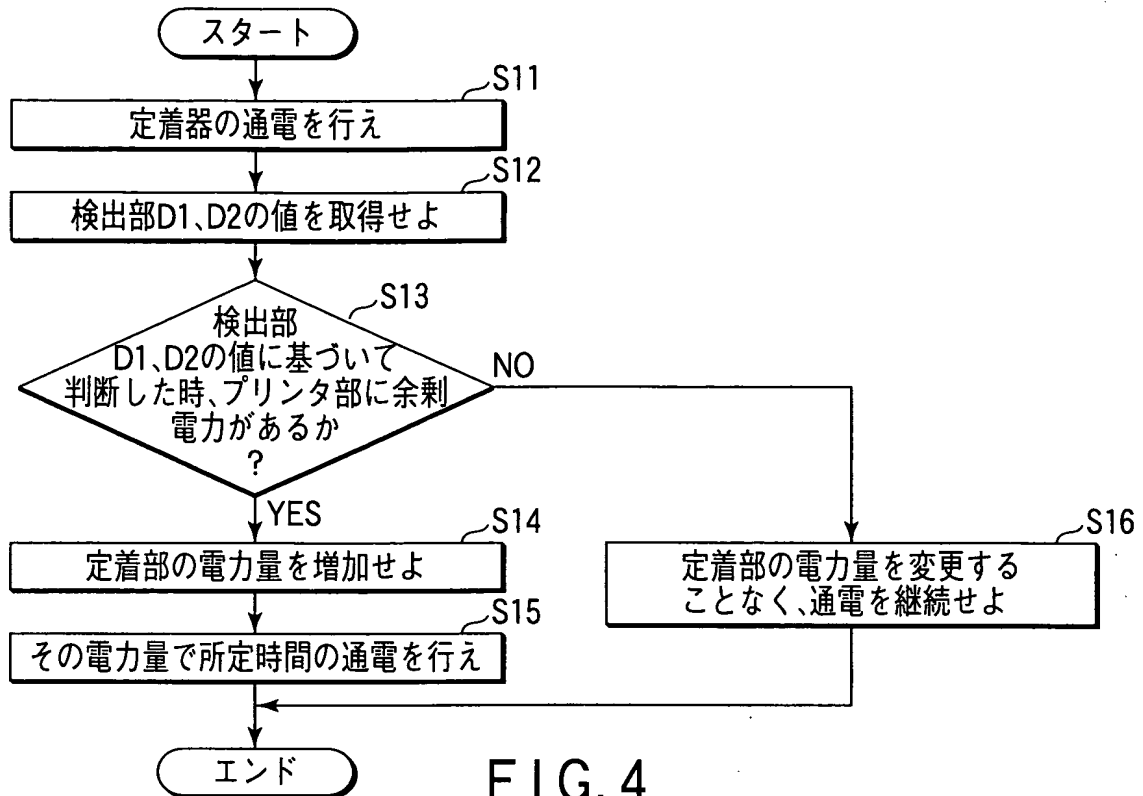 スタート
S11
定着器の通電を行え
S12
検出部D1、D2の値を取得せよ
S13
検出部
D1、D2の値に基づいて
判断した時、プリンタ部に余剰
電力があるか
?
NO
YES
S14
定着部の電力量を増加せよ
S15
その電力量で所定時間の通電を行え
S16
定着部の電力量を変更する
ことなく、通電を継続せよ
エンド
FIG. 4